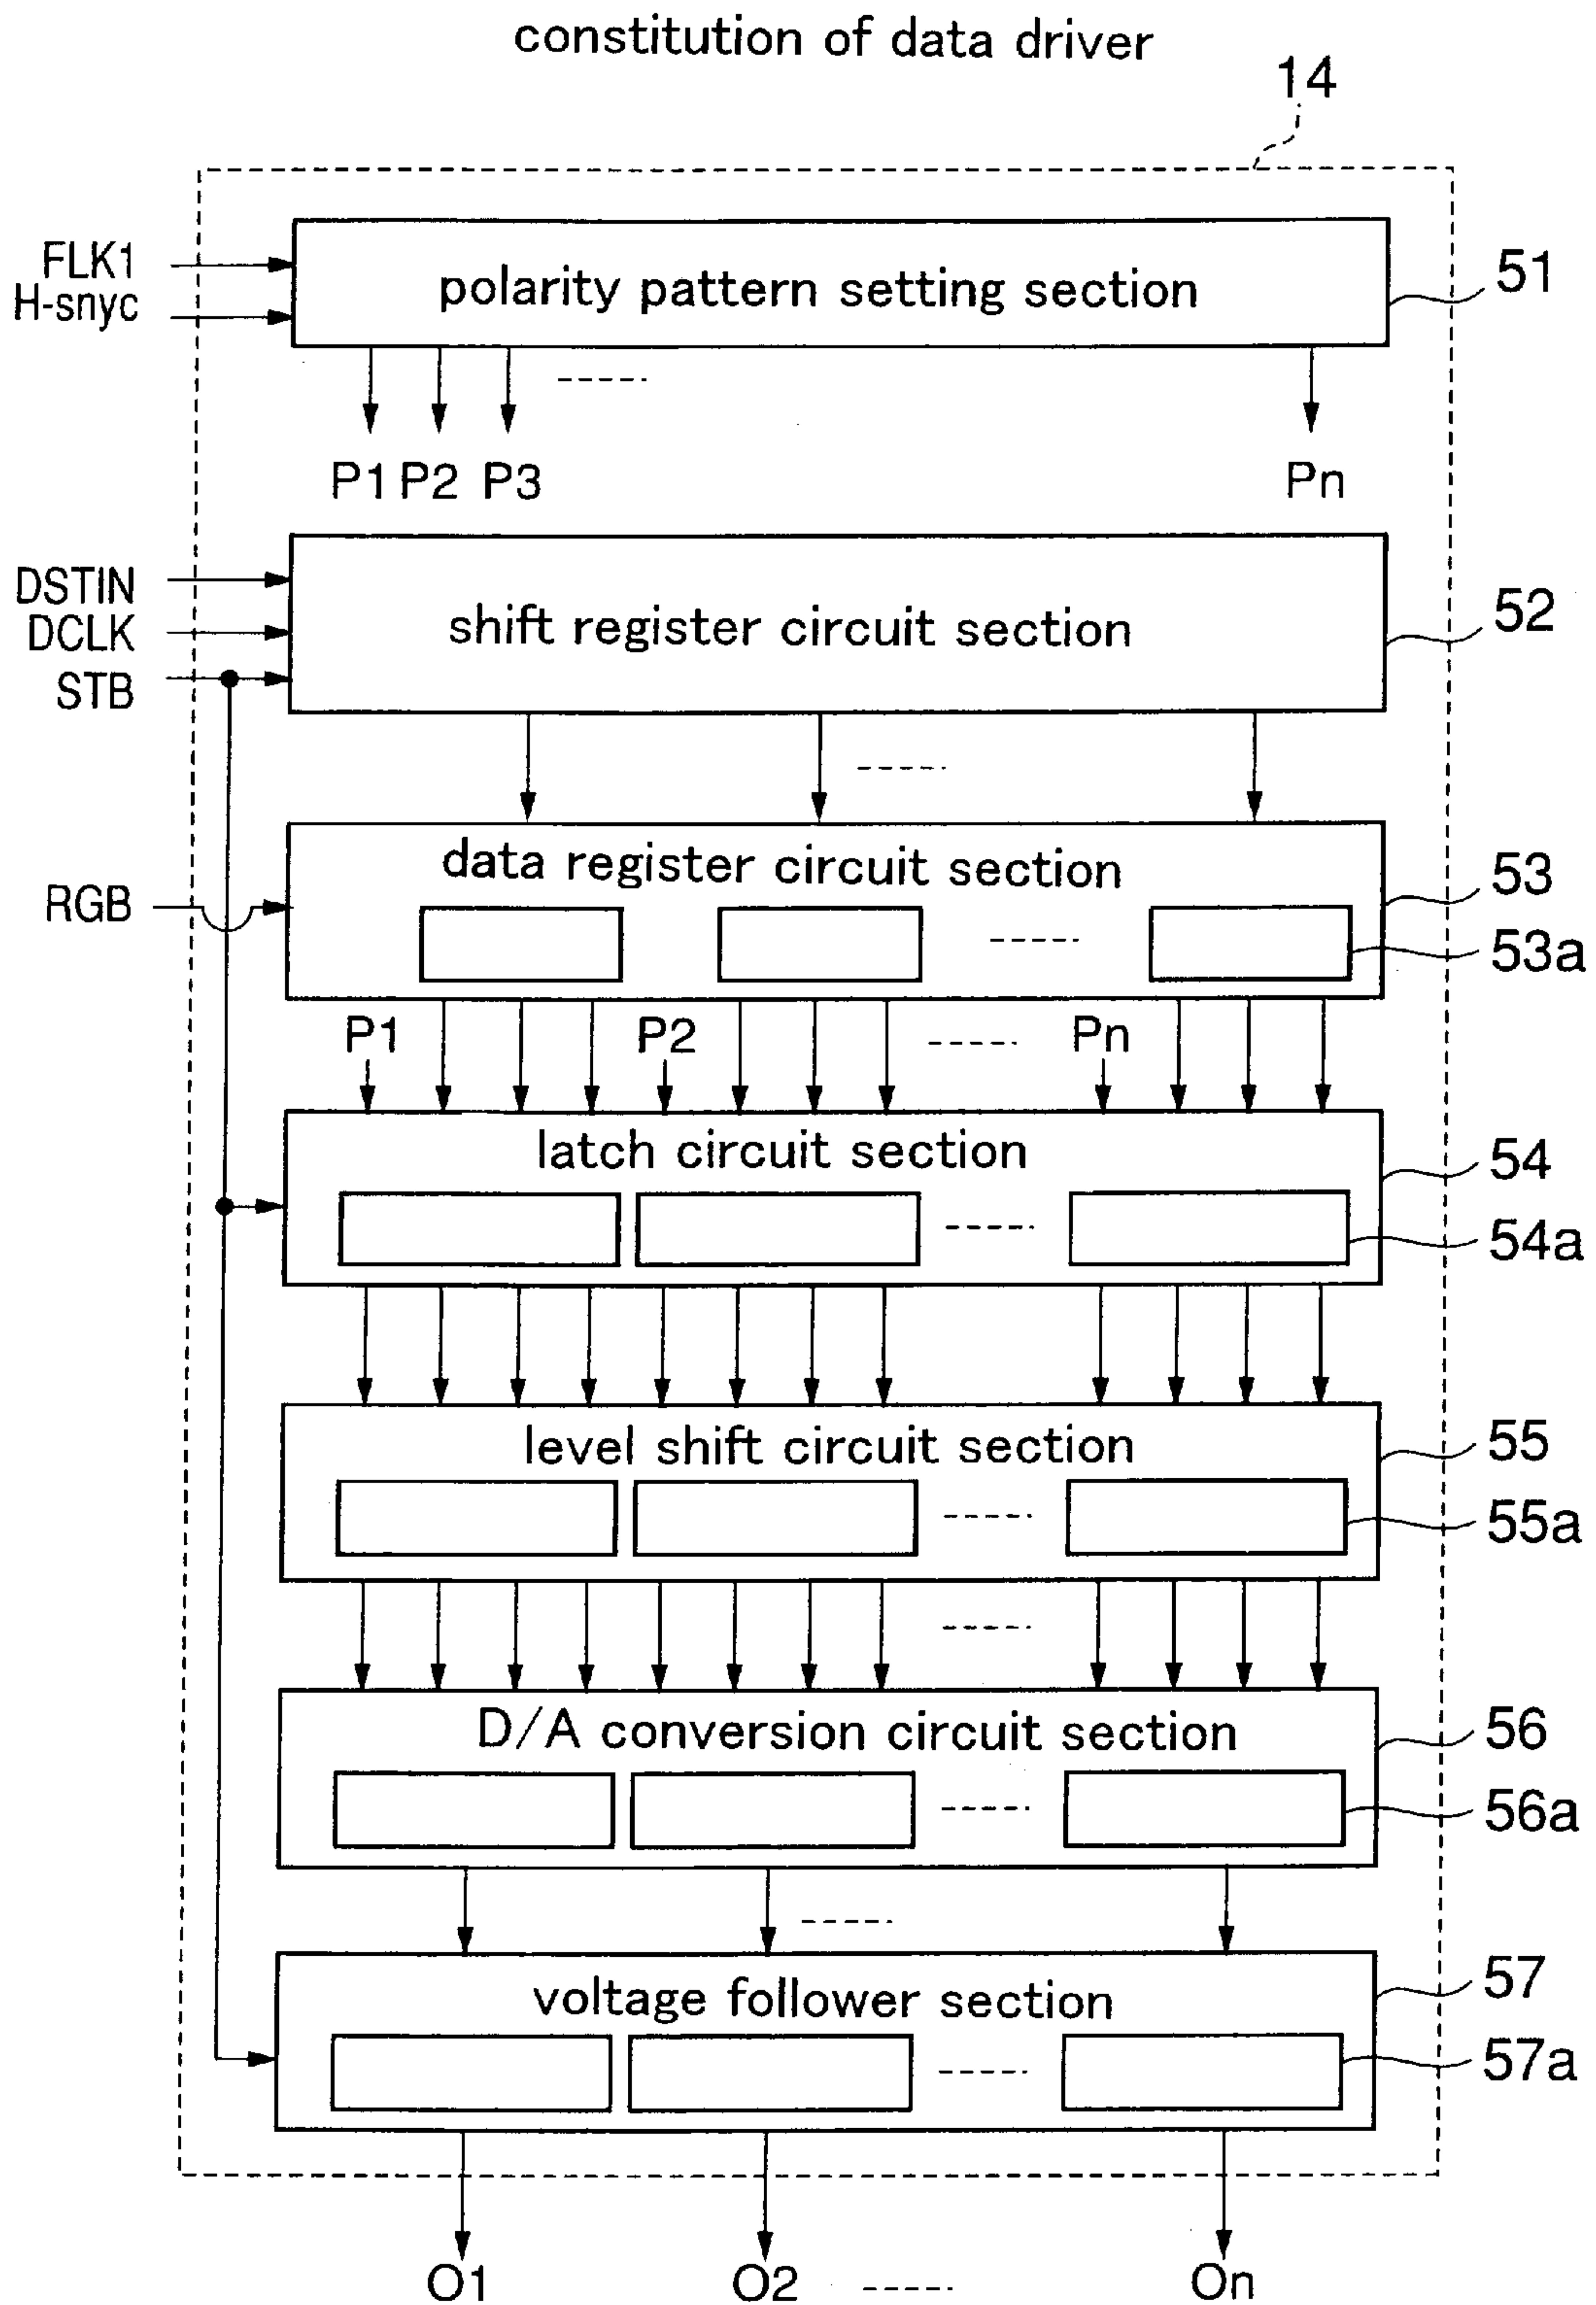 constitution of data driver
14
FLK1
H-snyc
polarity pattern setting section
51
P1 P2 P3 Pn
DSTIN
DCLK
STB
shift register circuit section
52
RGB
data register circuit section
53
53a
P1 P2 Pn
latch circuit section
54
54a
level shift circuit section
55
55a
D/A conversion circuit section
56
56a
voltage follower section
57
57a
O1 O2 On